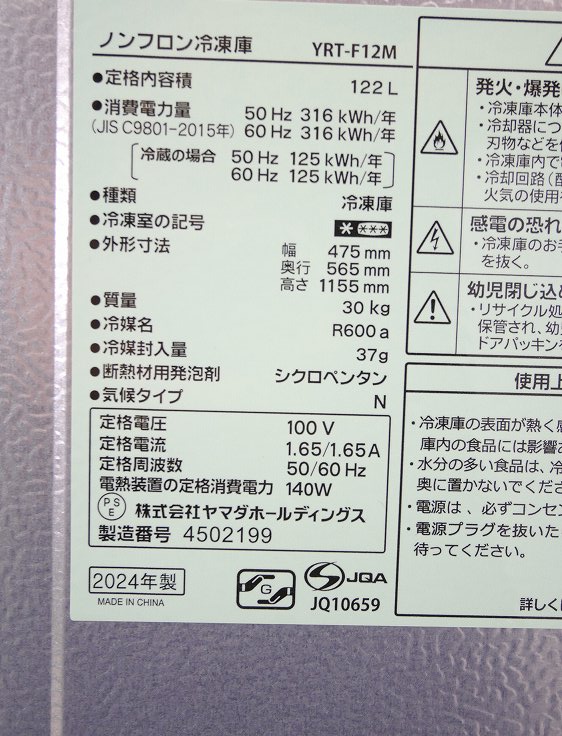 ノンフロン冷凍庫 YRT-F12M
●定格内容積 122 L
●消費電力量 50 Hz 316 kWh/年
(JIS C9801-2015年) 60 Hz 316 kWh/年
冷蔵の場合 50 Hz 125 kWh/年
60 Hz 125 kWh/年
●種類 冷凍庫
●冷凍室の記号 * ***
●外形寸法 幅 475 mm
奥行 565 mm
高さ 1155 mm
●質量 30 kg
●冷媒名 R600 a
●冷媒封入量 37g
●断熱材用発泡剤 シクロペンタン
●気候タイプ N
定格電圧 100 V
定格電流 1.65/1.65A
定格周波数 50/60 Hz
電熱装置の定格消費電力 140W
PSE 株式会社ヤマダホールディングス
製造番号 4502199
2024年製
MADE IN CHINA
G
JQA
JQ10659
発火・爆発
・冷凍庫本体
・冷却器につ
刃物などを
・冷凍庫内で
・冷却回路(
火気の使用
感電の恐れ
・冷凍庫のお
を抜く。
幼児閉じ込
・リサイクル処
保管され、幼
ドアパッキン
使用上
・冷凍庫の表面が熱く
庫内の食品には影響
・水分の多い食品は、冷
奥に置かないでくださ
・電源は、必ずコンセン
・電源プラグを抜いた
待ってください。
詳しく